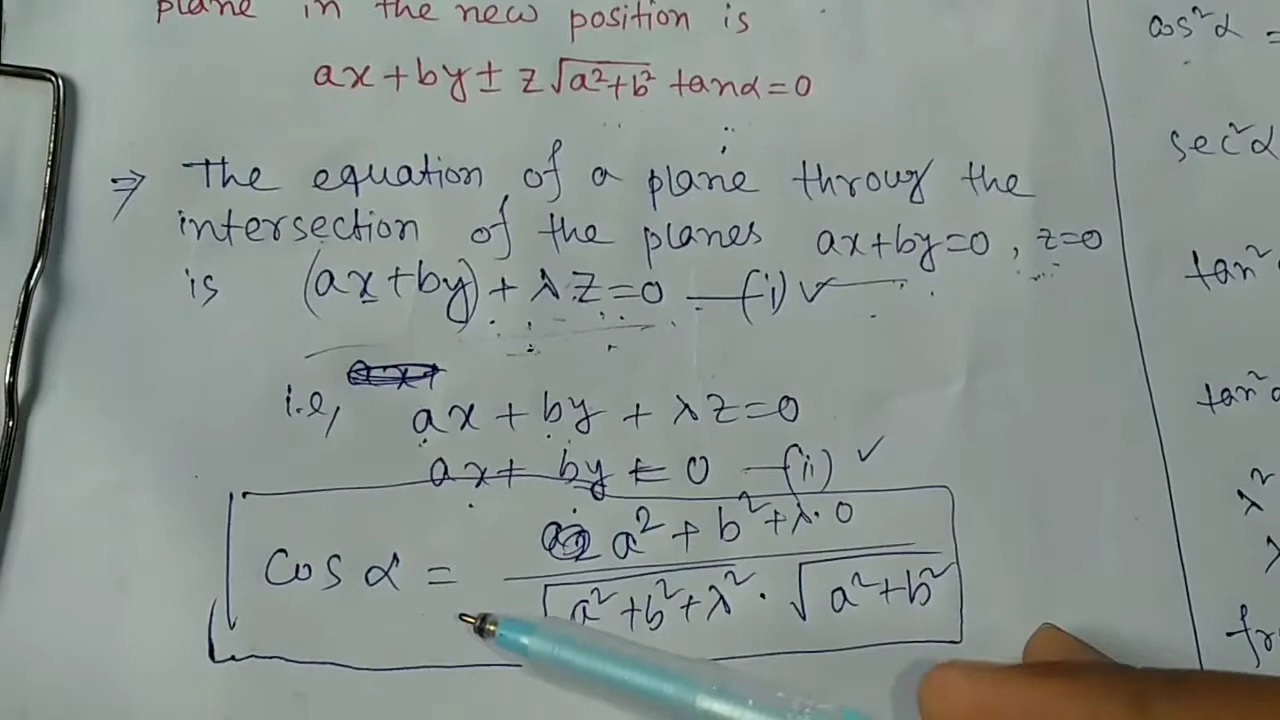 plane in the new position is
ax+by± z√a²+b² tanα=0
⇒ The equation of a plane throug the
intersection of the planes ax+by=0, z=0
is (ax+by)+λz=0 —(i) ✓
i.e, ax+by+λz=0
ax+by=0 —(ii) ✓
Cos α = a²+b²+λ·0
√a²+b²+λ² · √a²+b²
cos²α =
sec²α
tan²
tan²
λ²